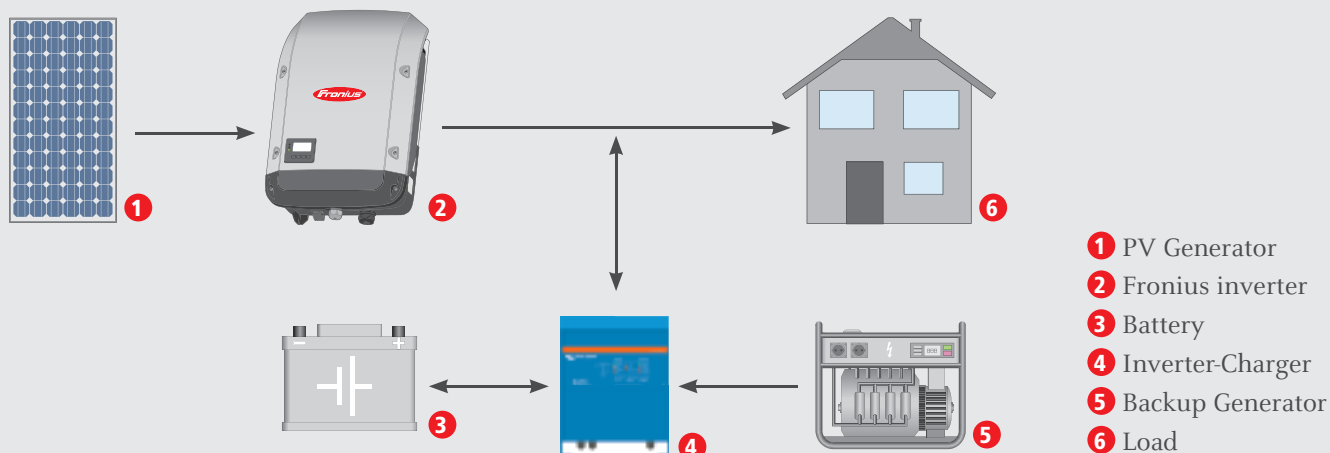 Fronius
1
2
6
1 PV Generator
2 Fronius inverter
3 Battery
4 Inverter-Charger
5 Backup Generator
6 Load
- +
3
4
5